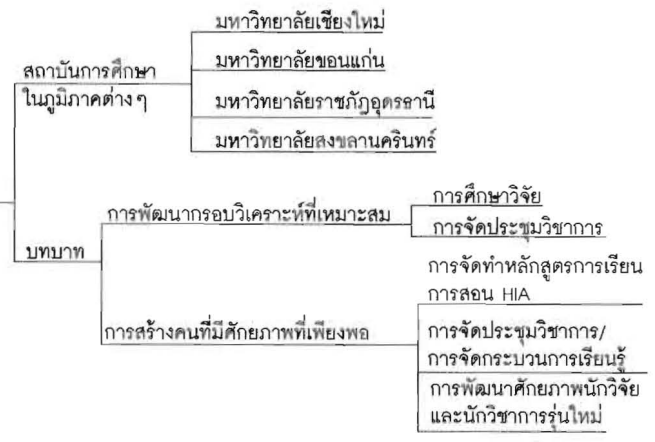 มหาวิทยาลัยเชียงใหม่
สถาบันการศึกษา
ในภูมิภาคต่าง ๆ
มหาวิทยาลัยขอนแก่น
มหาวิทยาลัยราชภัฎอุดรธานี
มหาวิทยาลัยสงขลานครินทร์
บทบาท
การพัฒนากรอบวิเคราะห์ที่เหมาะสม
การศึกษาวิจัย
การจัดประชุมวิชาการ
การสร้างคนที่มีศักยภาพที่เพียงพอ
การจัดทำหลักสูตรการเรียน
การสอน HIA
การจัดประชุมวิชาการ/
การจัดกระบวนการเรียนรู้
การพัฒนาศักยภาพนักวิจัย
และนักวิชาการรุ่นใหม่